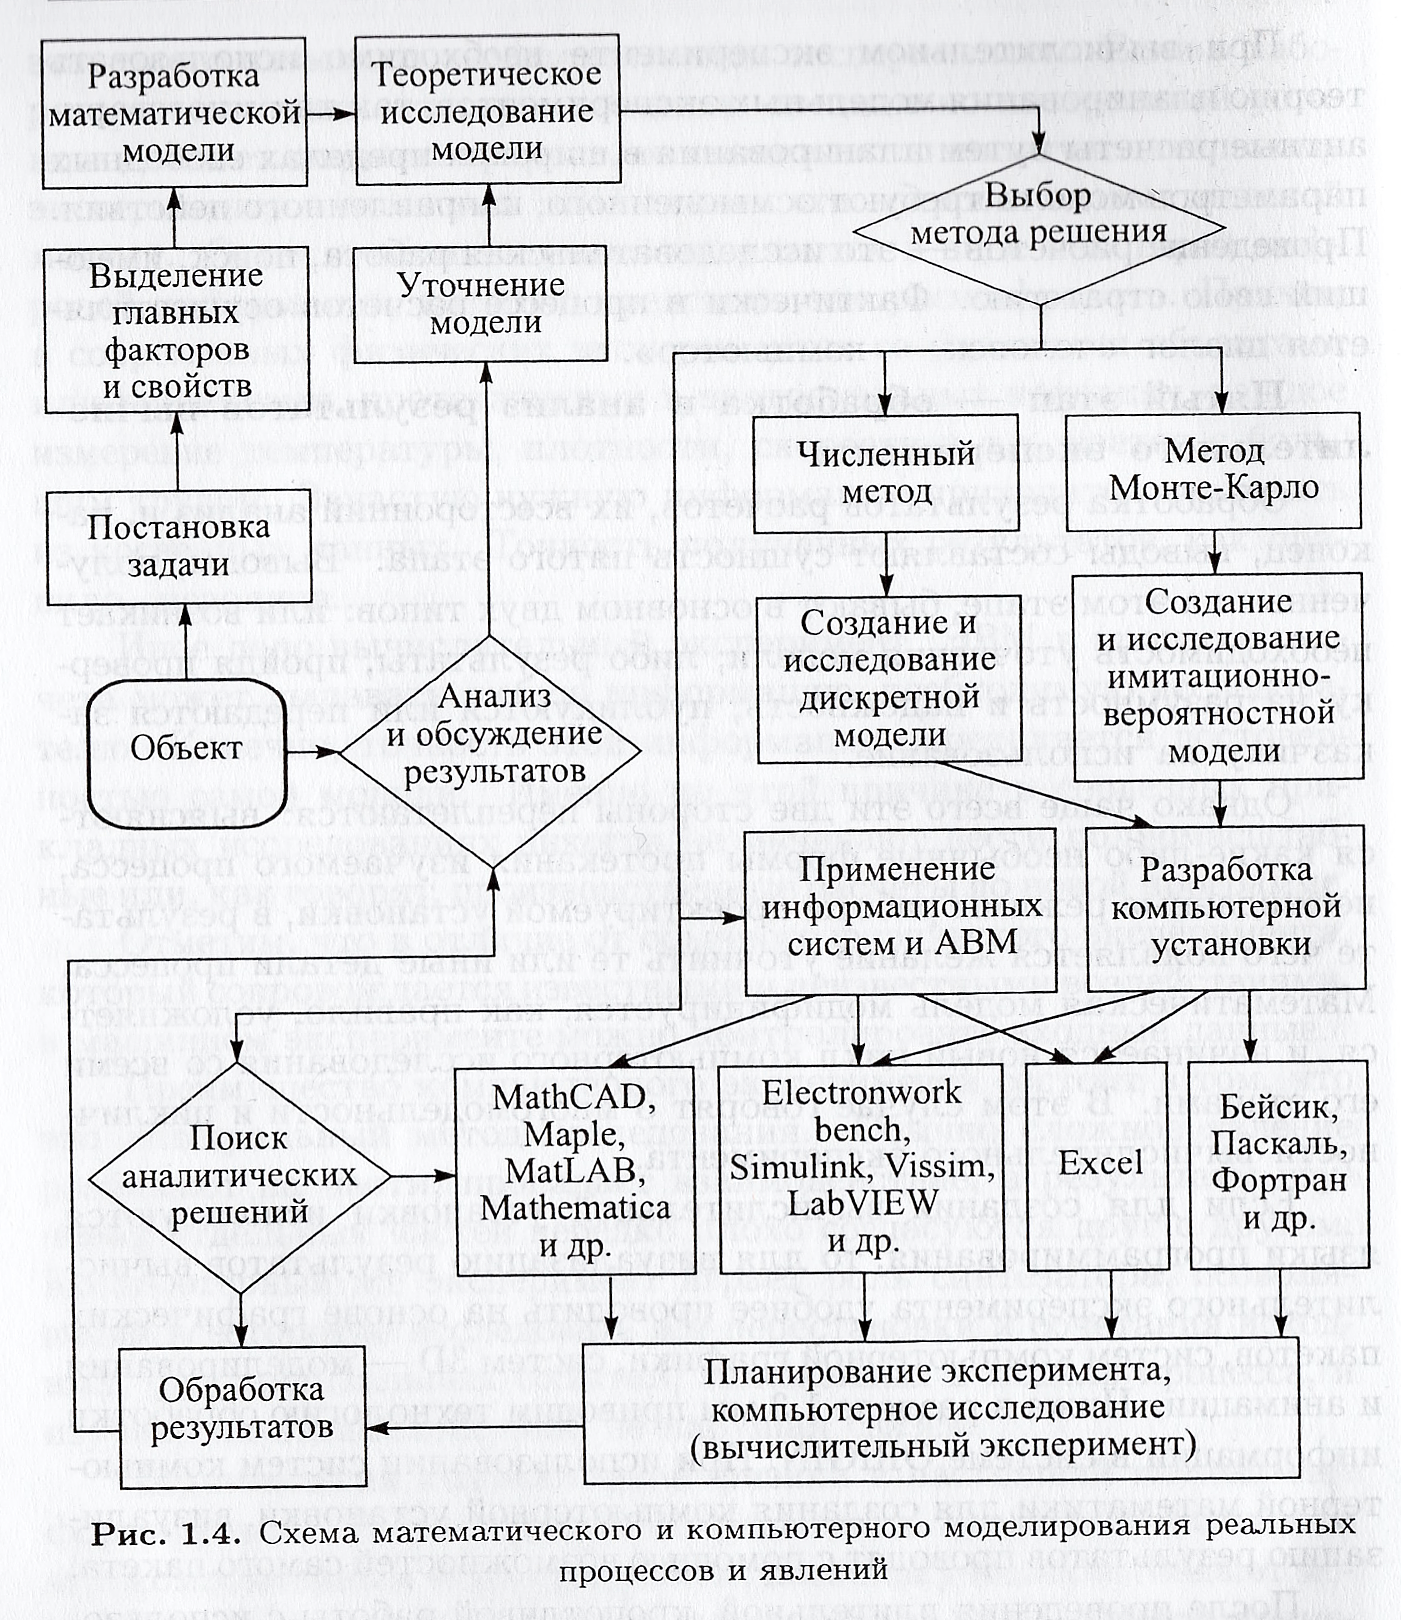 Разработка
математической
модели
Теоретическое
исследование
модели
Выбор
метода решения
Выделение
главных
факторов
и свойств
Уточнение
модели
Численный
метод
Метод
Монте-Карло
Постановка
задачи
Создание и
исследование
дискретной
модели
Создание
и исследование
имитационно-
вероятностной
модели
Объект
Анализ
и обсуждение
результатов
Применение
информационных
систем и АВМ
Разработка
компьютерной
установки
Поиск
аналитических
решений
MathCAD,
Maple,
MatLAB,
Mathematica
и др.
Electronwork
bench,
Simulink, Vissim,
LabVIEW
и др.
Excel
Бейсик,
Паскаль,
Фортран
и др.
Обработка
результатов
Планирование эксперимента,
компьютерное исследование
(вычислительный эксперимент)
Рис. 1.4. Схема математического и компьютерного моделирования реальных
процессов и явлений